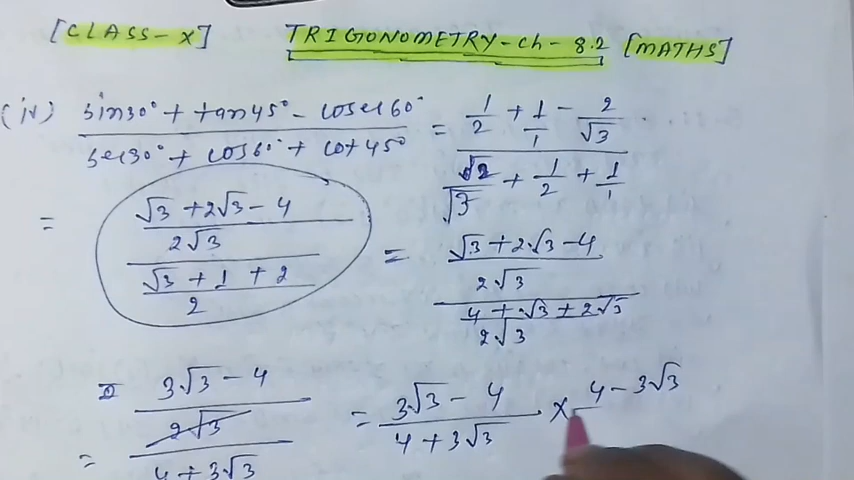 [CLASS-X] TRIGONOMETRY-Ch-8.2 [MATHS]
(iv) (sin30° + tan45° - cosec60°) / (sec30° + cos60° + cot45°) = (1/2 + 1/1 - 2/√3) / (2/√3 + 1/2 + 1/1)
= ((√3 + 2√3 - 4) / 2√3) / ((√3 + 1 + 2) / 2) = ((√3 + 2√3 - 4) / 2√3) / ((4 + √3 + 2√3) / 2√3)
= ((3√3 - 4) / 2√3) / (4 + 3√3) = (3√3 - 4) / (4 + 3√3) × 4 - 3√3